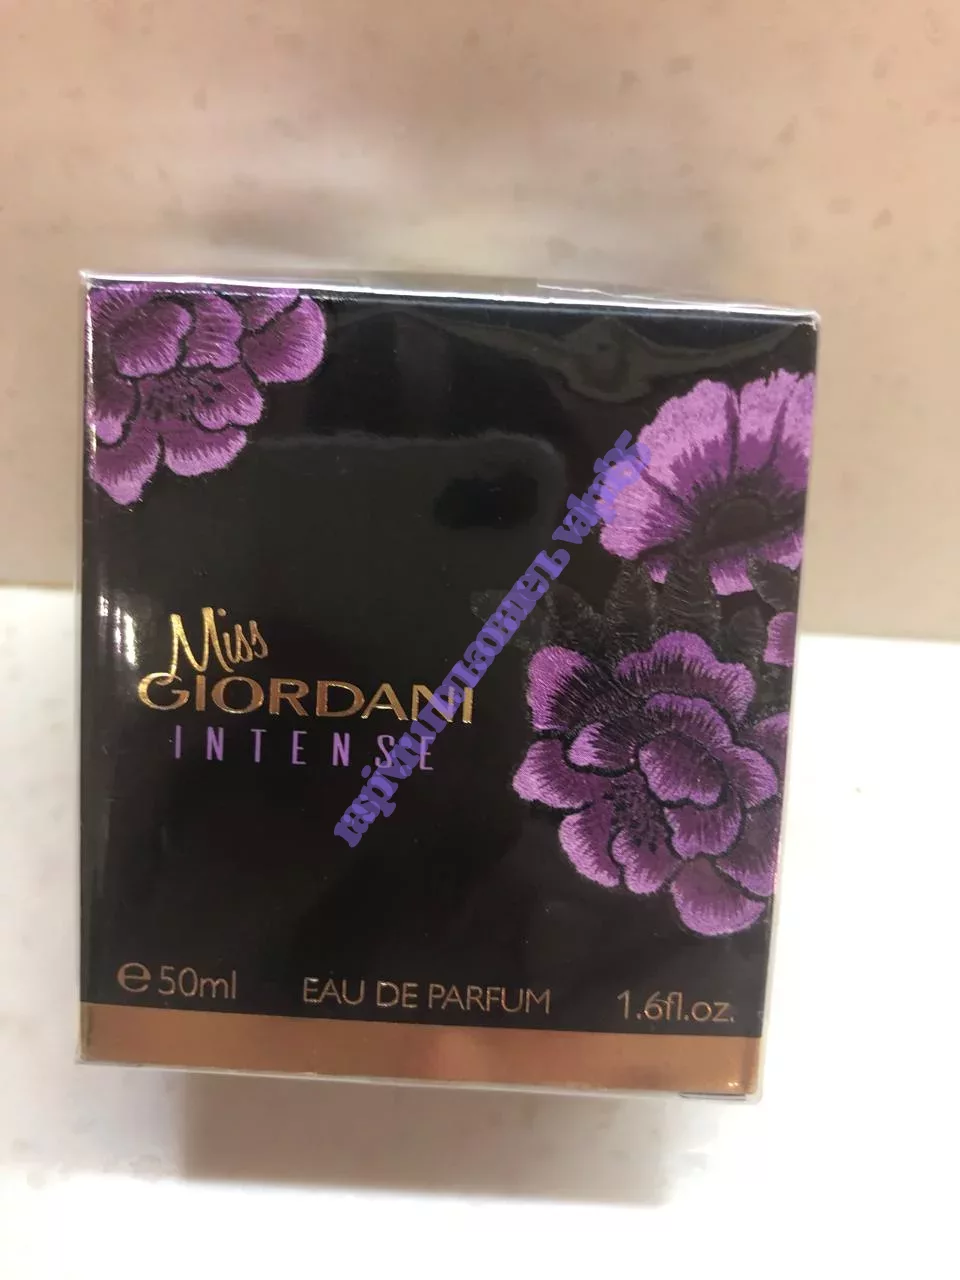 Miss
GIORDANI
INTENSE
℮50ml EAU DE PARFUM 1.6fl.oz.